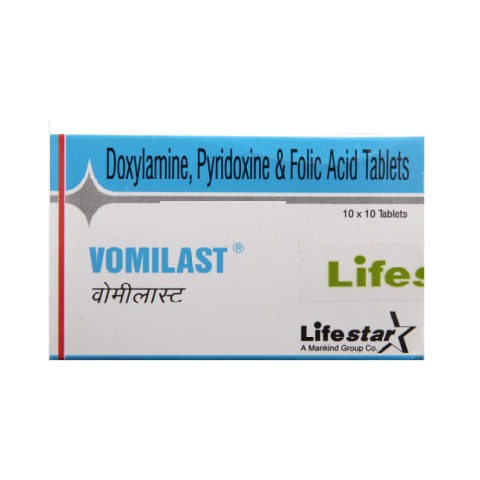 Doxylamine, Pyridoxine & Folic Acid Tablets
10 x 10 Tablets
VOMILAST ®
वोमीलास्ट
Lifes
Lifestar
A Mankind Group Co.